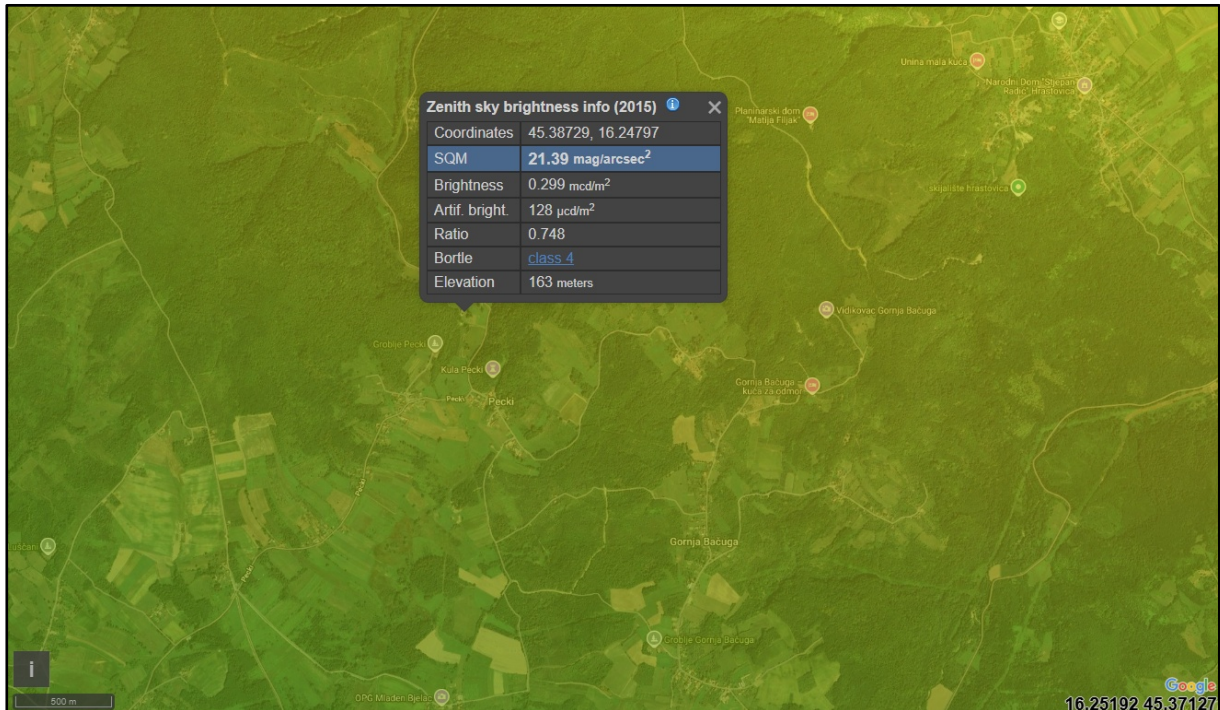 Unina mala kuća
Narodni Dom "Stjepan
Radić" Hrastovica
Planinarski dom
"Matija Filjak"
skijalište hrastovica
Zenith sky brightness info (2015)
Coordinates 45.38729, 16.24797
SQM 21.39 mag/arcsec²
Brightness 0.299 mcd/m²
Artif. bright. 128 μcd/m²
Ratio 0.748
Bortle class 4
Elevation 163 meters
Vidikovac Gornja Bačuga
Groblje Pecki
Kula Pecki
Gornja Bačuga -
kuća za odmor
Pecki
Pecki
Pecki
Pecki
Luščani
Gornja Bačuga
Groblje Gornja Bačuga
OPG Mladen Bjelac
i
500 m
Google
16.25192 45.37127